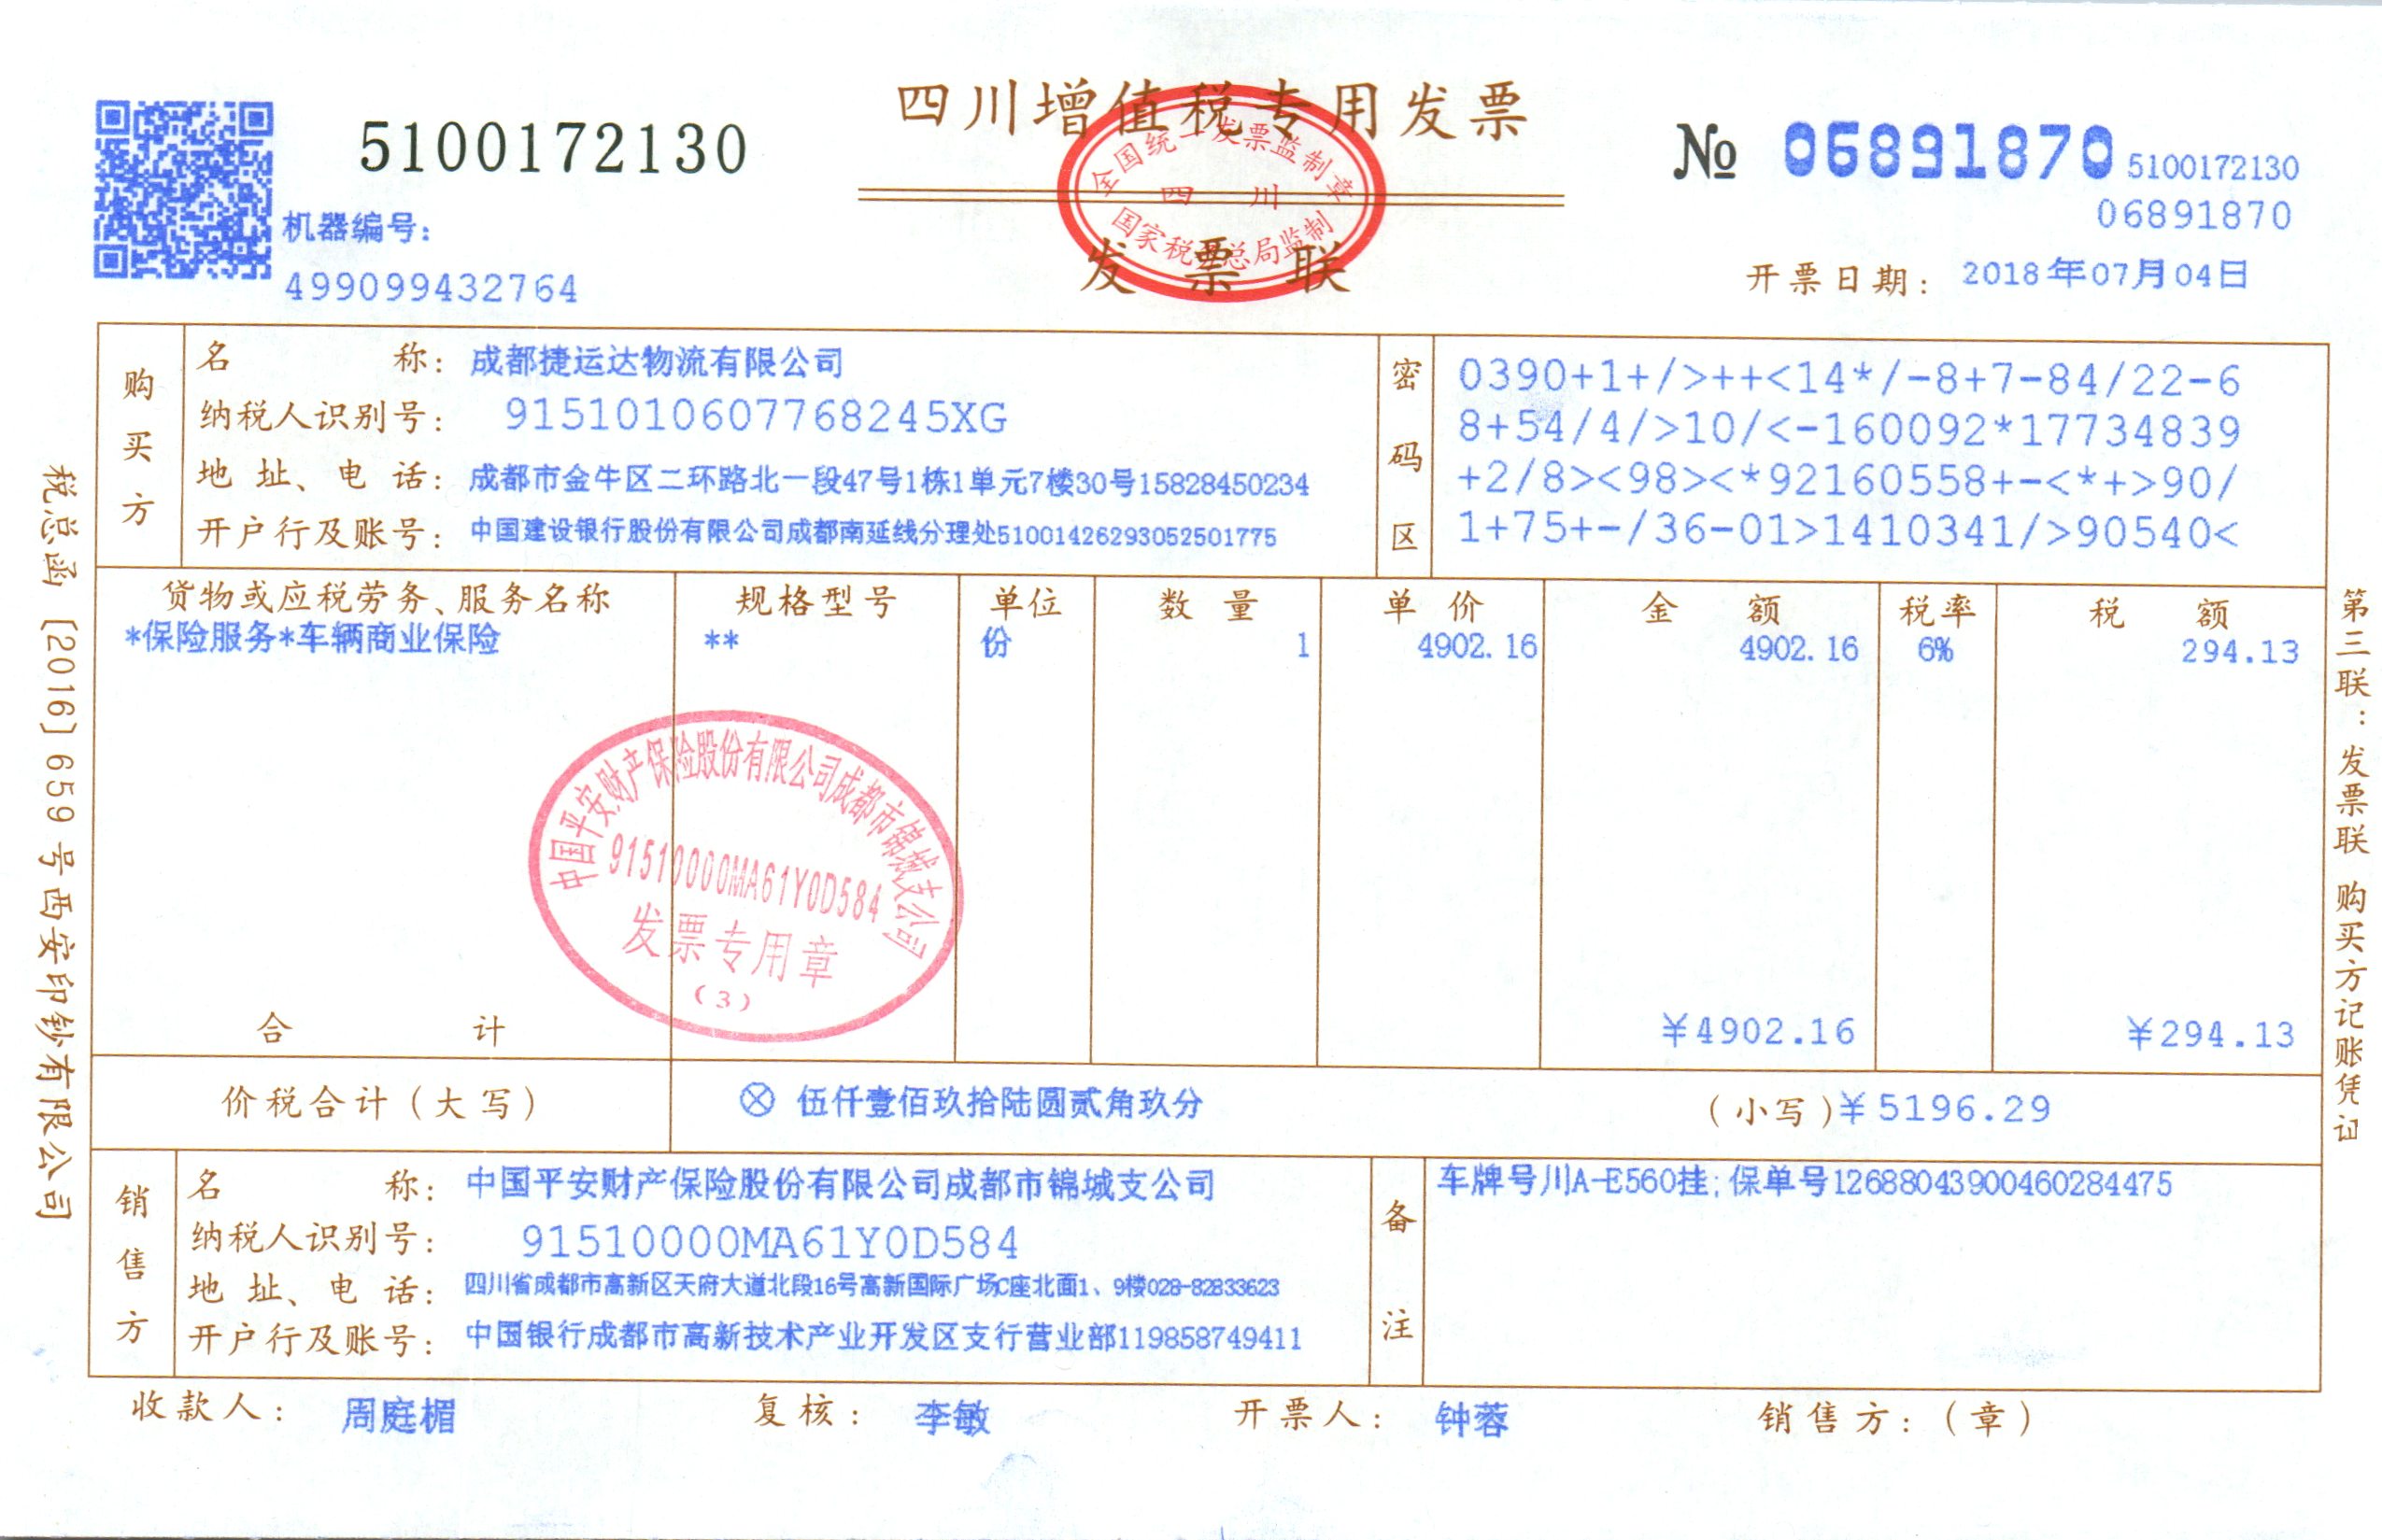 四川增值税专用发票
5100172130
№ 06891870
5100172130
06891870
机器编号：
499099432764
全国统一发票监制章
四 川
国家税务总局监制
发 票 联
开票日期： 2018年07月04日
购买方
名 称： 成都捷运达物流有限公司
纳税人识别号： 9151010607768245XG
地 址、电 话： 成都市金牛区二环路北一段47号1栋1单元7楼30号15828450234
开户行及账号： 中国建设银行股份有限公司成都南延线分理处51001426293052501775
密码区
0390+1+/>++<14*/-8+7-84/22-6
8+54/4/>10/<-160092*17734839
+2/8><98><*92160558+-<*+>90/
1+75+-/36-01>1410341/>90540<
货物或应税劳务、服务名称 规格型号 单位 数 量 单 价 金 额 税率 税 额
*保险服务*车辆商业保险 ** 份 1 4902.16 4902.16 6% 294.13
中国平安财产保险股份有限公司成都市锦城支公司
91510000MA61Y0D584
发票专用章
（3）
合 计 ¥4902.16 ¥294.13
价税合计（大写） ⊗ 伍仟壹佰玖拾陆圆贰角玖分 （小写）¥5196.29
销售方
名 称： 中国平安财产保险股份有限公司成都市锦城支公司
纳税人识别号： 91510000MA61Y0D584
地 址、电 话： 四川省成都市高新区天府大道北段16号高新国际广场C座北面1、9楼028-82833623
开户行及账号： 中国银行成都市高新技术产业开发区支行营业部119858749411
备注
车牌号川A-E560挂;保单号12688043900460284475
收款人： 周庭楣 复核： 李敏 开票人： 钟蓉 销售方：（章）
税总函［2016］659号西安印钞有限公司
第三联：发票联 购买方记账凭证